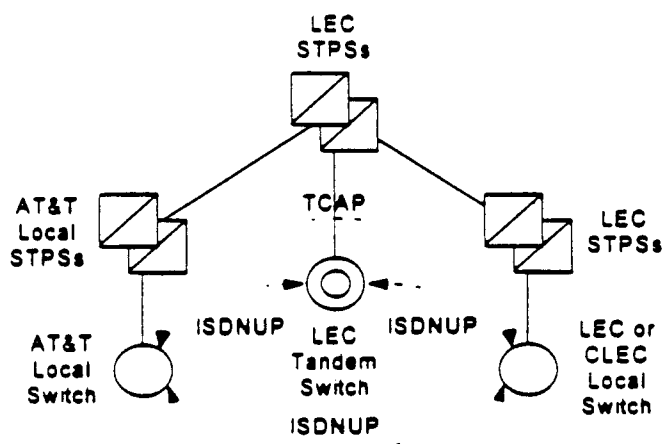 LEC
STPSs
AT&T
Local
STPSs
TCAP
LEC
STPSs
ISDNUP
ISDNUP
AT&T
Local
Switch
LEC
Tandem
Switch
LEC or
CLEC
Local
Switch
ISDNUP